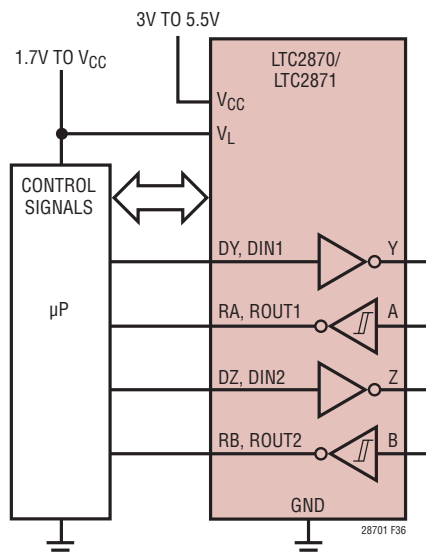 3V TO 5.5V
1.7V TO VCC
LTC2870/
LTC2871
VCC
VL
CONTROL
SIGNALS
µP
DY, DIN1
Y
RA, ROUT1
A
DZ, DIN2
Z
RB, ROUT2
B
GND
28701 F36